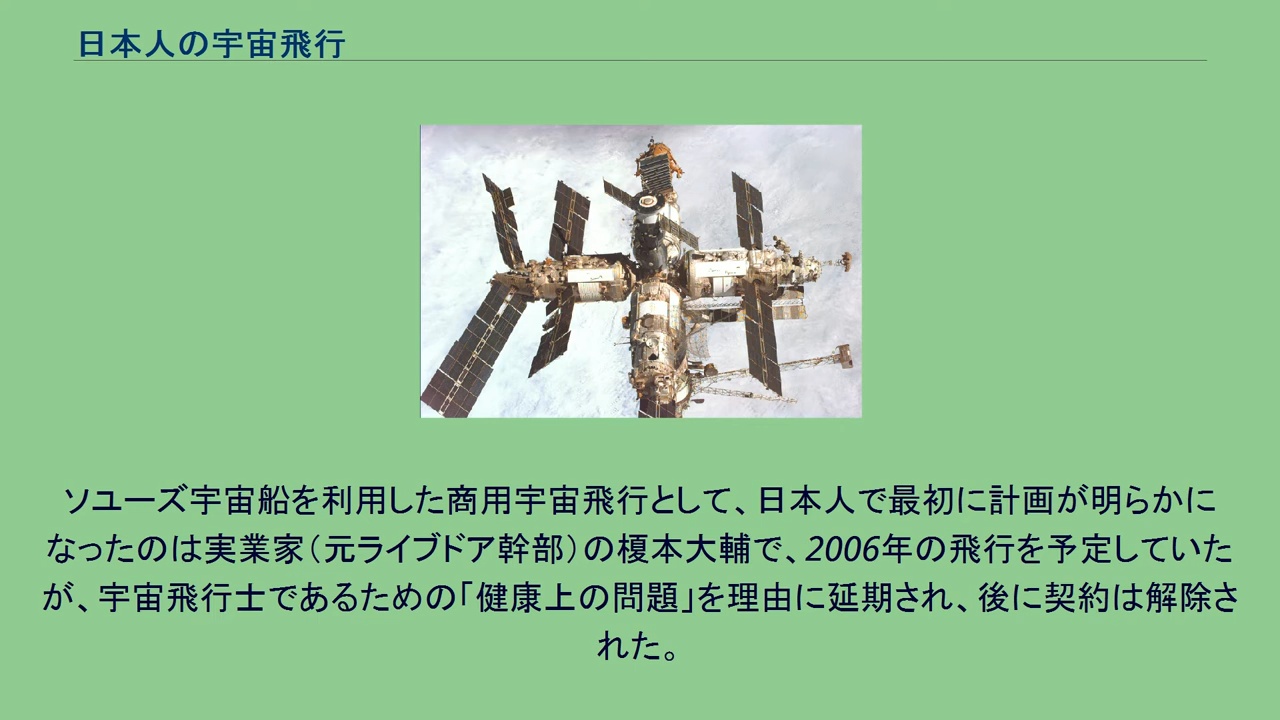 日本人の宇宙飛行
ソユーズ宇宙船を利用した商用宇宙飛行として、日本人で最初に計画が明らかに
なったのは実業家（元ライブドア幹部）の榎本大輔で、2006年の飛行を予定していた
が、宇宙飛行士であるための「健康上の問題」を理由に延期され、後に契約は解除さ
れた。